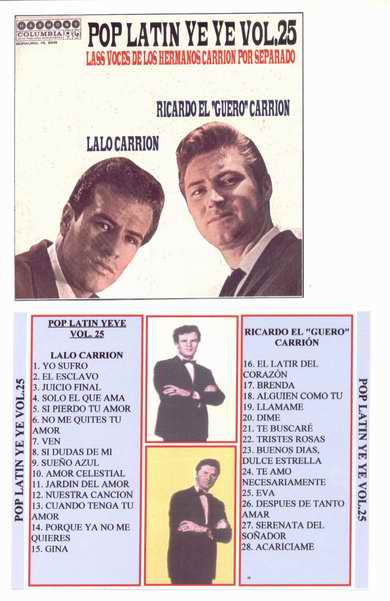 HARMONY
COLUMBIA
POP LATIN YE YE VOL.25
LASS VOCES DE LOS HERMANOS CARRION POR SEPARADO
RICARDO EL "GUERO" CARRION
LALO CARRION
POP LATIN YE YE VOL.25
POP LATIN YEYE
VOL. 25
LALO CARRION
1. YO SUFRO
2. EL ESCLAVO
3. JUICIO FINAL
4. SOLO EL QUE AMA
5. SI PIERDO TU AMOR
6. NO ME QUITES TU
AMOR
7. VEN
8. SI DUDAS DE MI
9. SUEÑO AZUL
10. AMOR CELESTIAL
11. JARDIN DEL AMOR
12. NUESTRA CANCION
13. CUANDO TENGA TU
AMOR
14. PORQUE YA NO ME
QUIERES
15. GINA
RICARDO EL "GUERO"
CARRIÓN
16. EL LATIR DEL
CORAZÓN
17. BRENDA
18. ALGUIEN COMO TU
19. LLAMAME
20. DIME
21. TE BUSCARÉ
22. TRISTES ROSAS
23. BUENOS DIAS,
DULCE ESTRELLA
24. TE AMO
NECESARIAMENTE
25. EVA
26. DESPUES DE TANTO
AMAR
27. SERENATA DEL
SOÑADOR
28. ACARICIAME
POP LATIN YE YE VOL.25